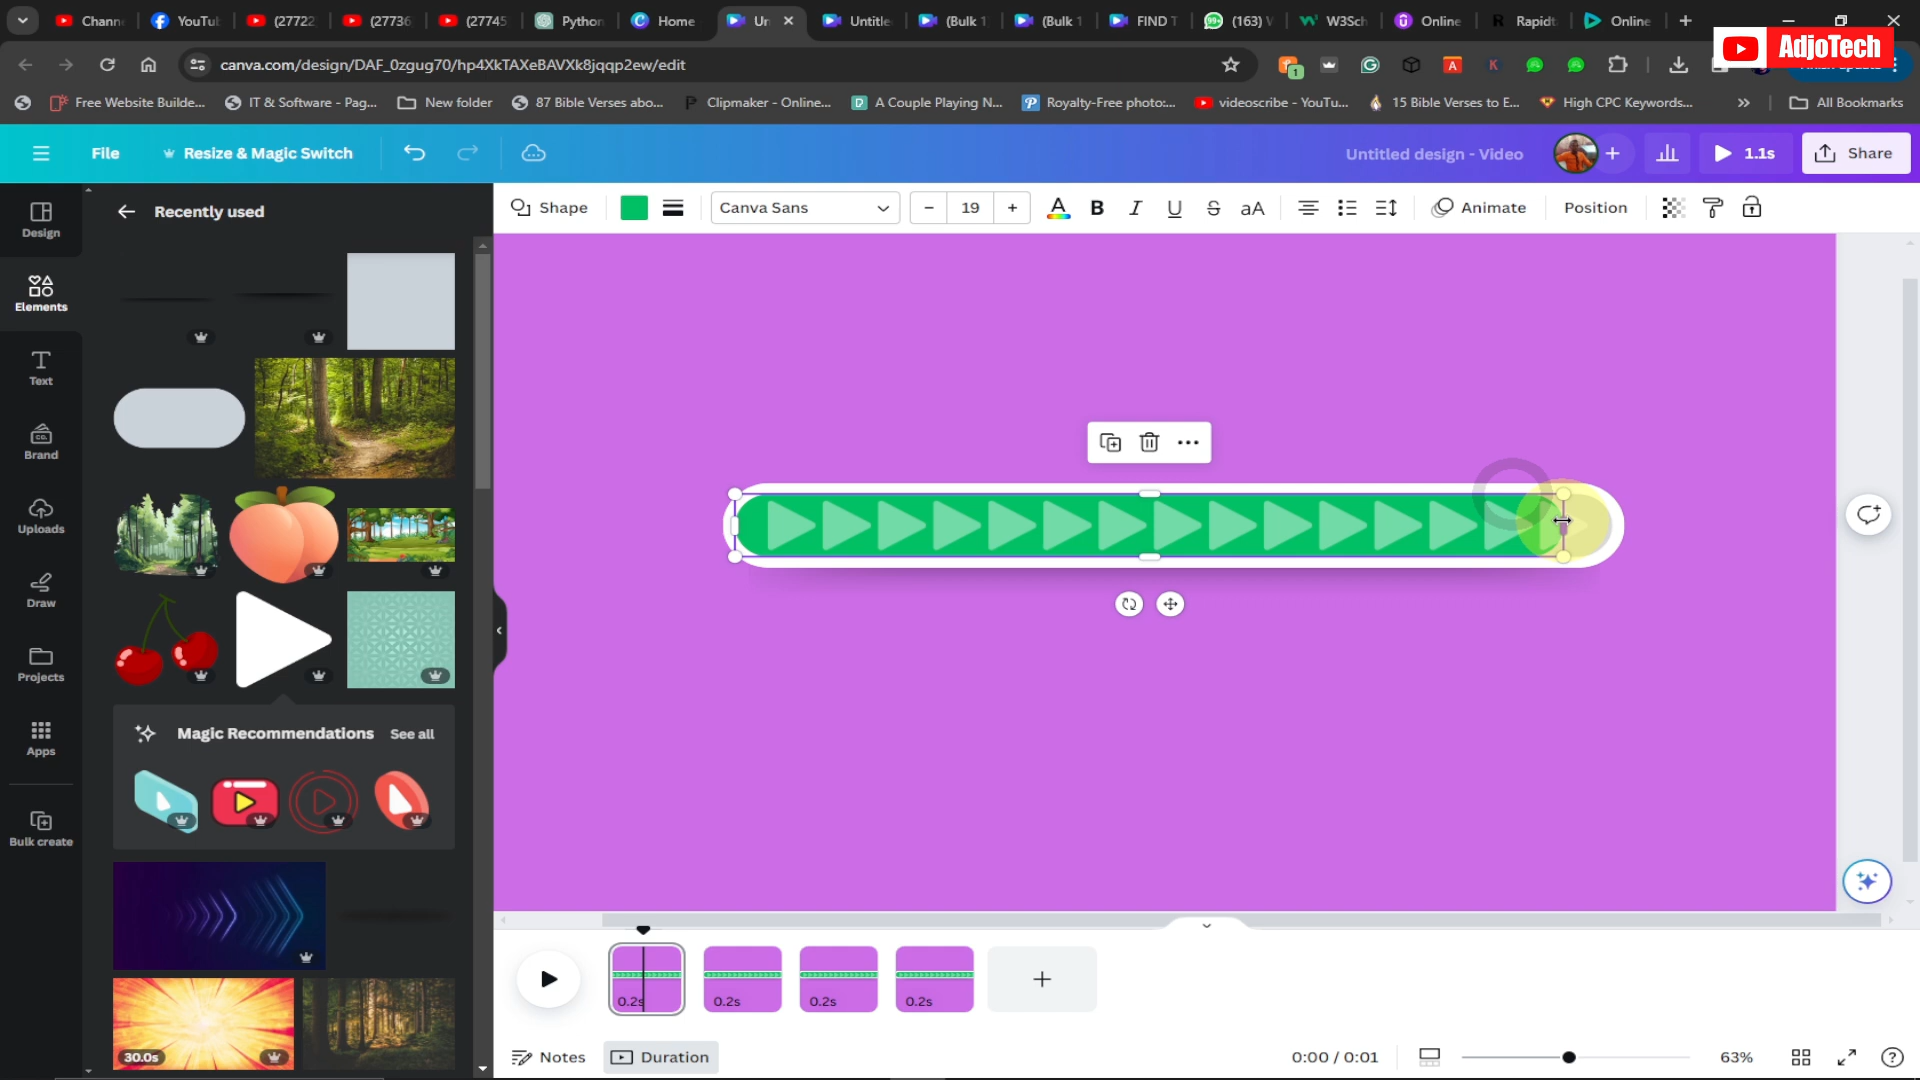 Chann
YouTu
(27722
(27736
(27745
Python
Home
Un
Untitle
(Bulk 1
(Bulk 1
FIND T
(163) W
W3Sch
Online
Rapidt
Online
canva.com/design/DAF_0zgug70/hp4XkTAXeBAVXk8jqqp2ew/edit
AdjoTech
Free Website Builde...
IT & Software - Pag...
New folder
87 Bible Verses abo...
Clipmaker - Online...
A Couple Playing N...
Royalty-Free photo:...
videoscribe - YouTu...
15 Bible Verses to E...
High CPC Keywords...
All Bookmarks
File
Resize & Magic Switch
Untitled design - Video
1.1s
Share
Design
Elements
Text
Brand
Uploads
Draw
Projects
Apps
Bulk create
Recently used
Shape
Canva Sans
19
Animate
Position
Magic Recommendations
See all
30.0s
0.2s
0.2s
0.2s
0.2s
Notes
Duration
0:00 / 0:01
63%